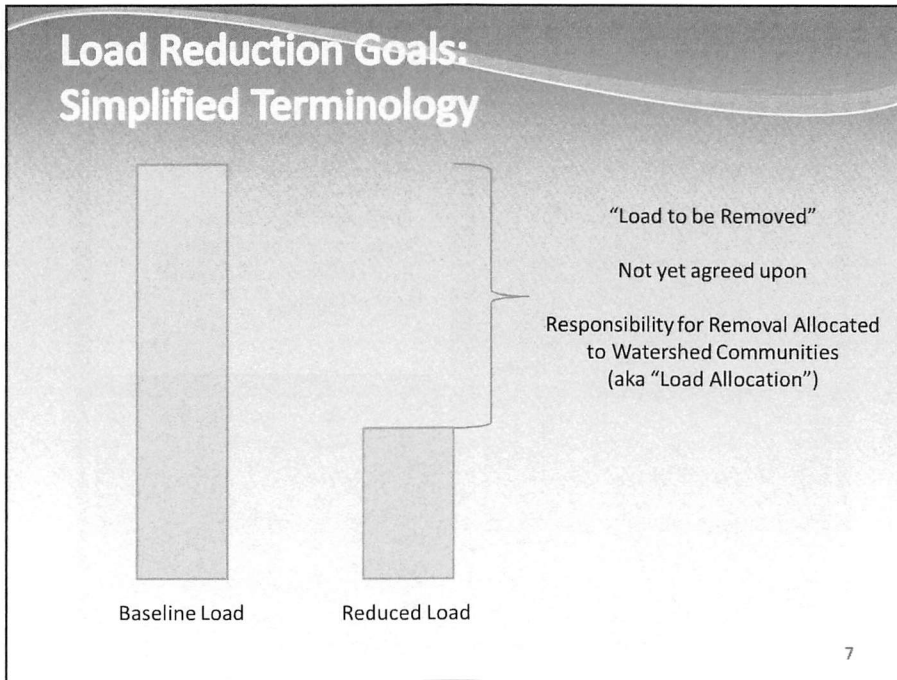 Load Reduction Goals:
Simplified Terminology
“Load to be Removed”
Not yet agreed upon
Responsibility for Removal Allocated
to Watershed Communities
(aka “Load Allocation”)
Baseline Load
Reduced Load
7